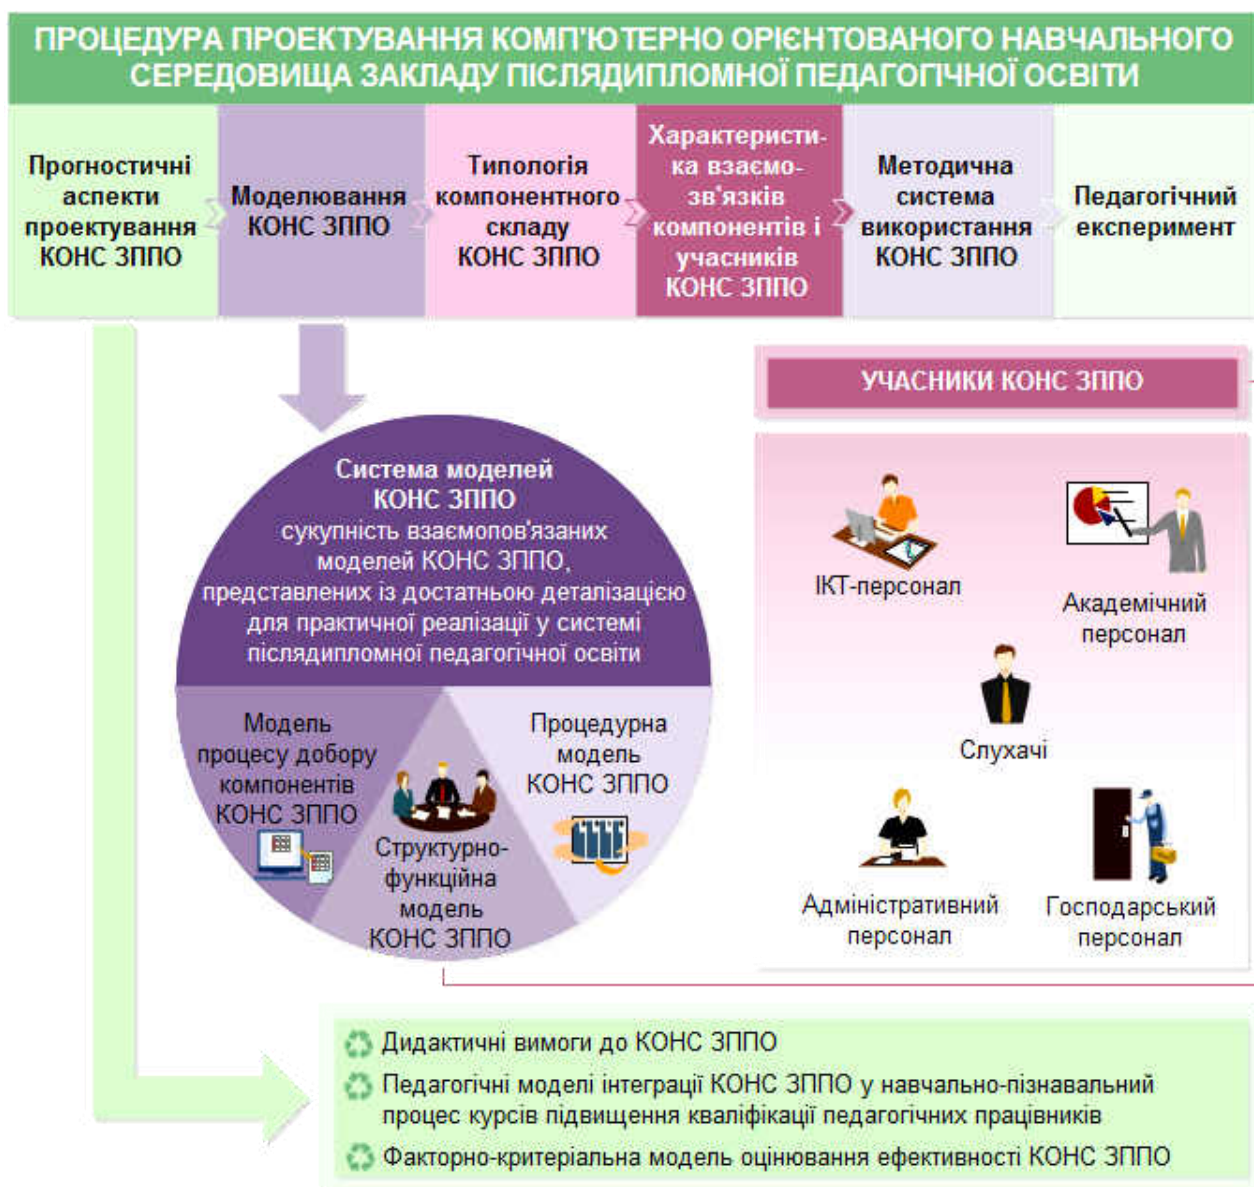 ПРОЦЕДУРА ПРОЕКТУВАННЯ КОМП'ЮТЕРНО ОРІЄНТОВАНОГО НАВЧАЛЬНОГО
СЕРЕДОВИЩА ЗАКЛАДУ ПІСЛЯДИПЛОМНОЇ ПЕДАГОГІЧНОЇ ОСВІТИ
Прогностичні
аспекти
проектування
КОНС ЗППО
Моделювання
КОНС ЗППО
Типологія
компонентного
складу
КОНС ЗППО
Характеристи-
ка взаємо-
зв'язків
компонентів і
учасників
КОНС ЗППО
Методична
система
використання
КОНС ЗППО
Педагогічний
експеримент
Система моделей
КОНС ЗППО
сукупність взаємопов'язаних
моделей КОНС ЗППО,
представлених із достатньою деталізацією
для практичної реалізації у системі
післядипломної педагогічної освіти
Модель
процесу добору
компонентів
КОНС ЗППО
Структурно-
функційна
модель
КОНС ЗППО
Процедурна
модель
КОНС ЗППО
УЧАСНИКИ КОНС ЗППО
ІКТ-персонал
Академічний
персонал
Слухачі
Адміністративний
персонал
Господарський
персонал
Дидактичні вимоги до КОНС ЗППО
Педагогічні моделі інтеграції КОНС ЗППО у навчально-пізнавальний
процес курсів підвищення кваліфікації педагогічних працівників
Факторно-критеріальна модель оцінювання ефективності КОНС ЗППО